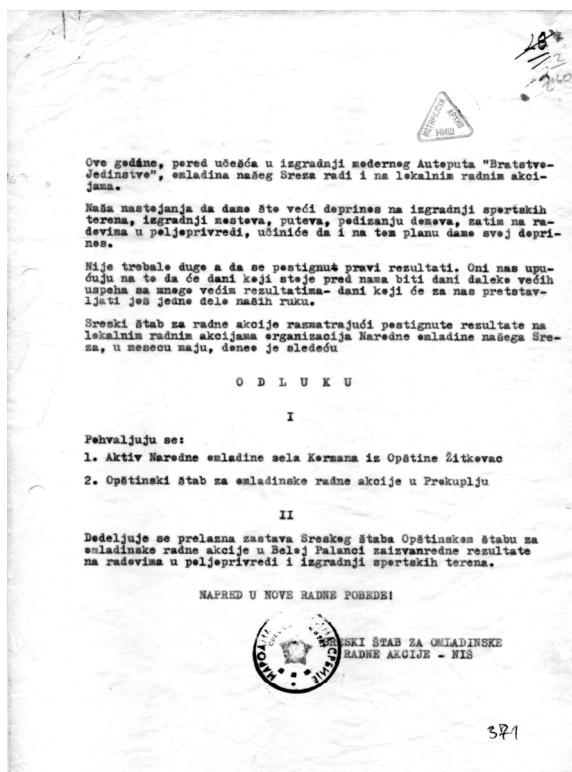 28
ИСТОРИЈСКИ АРХИВ
НИШ
Ove godine, pored učešća u izgradnji modernog Autoputa "Bratstvo-
Jedinstvo", omladina našeg Sreza radi i na lokalnim radnim akci-
jama.
Naša nastojanja da damo što veći doprinos na izgradnji sportskih
terena, izgradnji mostova, puteva, podizanju domova, zatim na ra-
dovima u poljoprivredi, učiniće da i na tom planu damo svoj dopri-
nos.
Nije trebalo dugo a da se postignuć pravi rezultati. Oni nas upu-
ćuju na to da će dani koji stoje pred nama biti dani daleko većih
uspeha sa mnogo većim rezultatima- dani koji će za nas pretstav-
ljati još jedno delo naših ruku.
Sreski štab za radne akcije razmatrajući postignute rezultate na
lokalnim radnim akcijama organizacija Narodne omladine našega Sre-
za, u mesecu maju, doneo je sledeću
O D L U K U
I
Pohvaljuju se:
1. Aktiv Narodne omladine sela Kormana iz Opštine Žitkovac
2. Opštinski štab za omladinske radne akcije u Prokuplju
II
Dodeljuje se prelazna zastava Sreskog štaba Opštinskom štabu za
omladinske radne akcije u Beloj Palanci zaizvanredne rezultate
na radovima u poljoprivredi i izgradnji sportskih terena.
NAPRED U NOVE RADNE POBEDE!
SRESKI ŠTAB ZA OMLADINSKE
RADNE AKCIJE - NIŠ
371